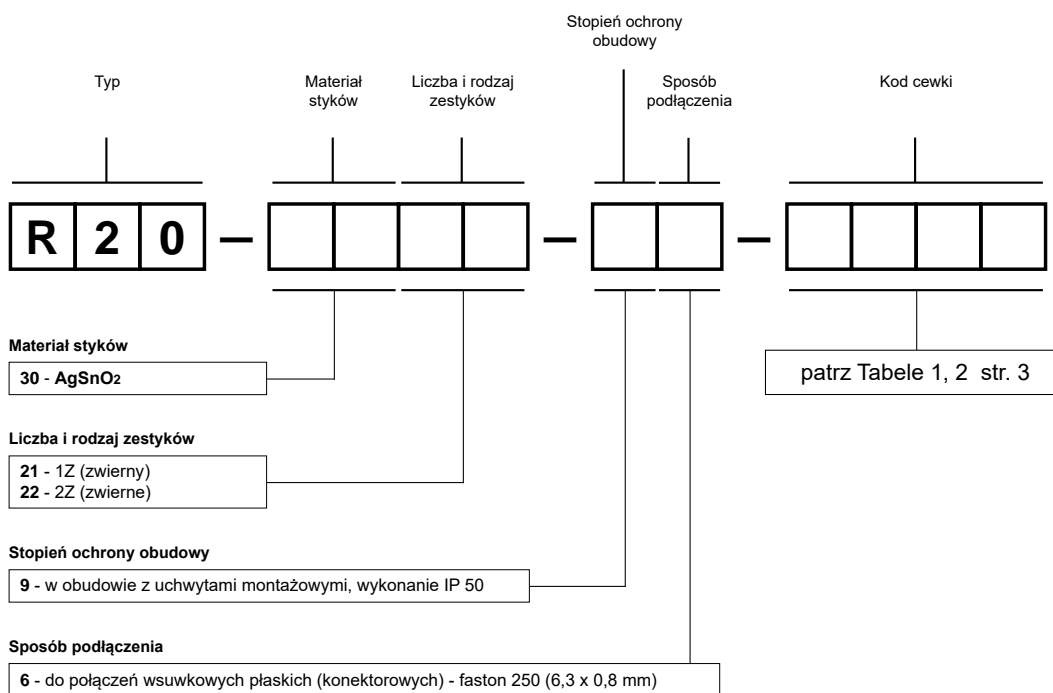 Stopień ochrony
obudowy
Typ
Materiał
styków
Liczba i rodzaj
zestyków
Sposób
podłączenia
Kod cewki
R 2 0 – – –
Materiał styków
30 - AgSnO2
patrz Tabele 1, 2 str. 3
Liczba i rodzaj zestyków
21 - 1Z (zwierny)
22 - 2Z (zwierne)
Stopień ochrony obudowy
9 - w obudowie z uchwytami montażowymi, wykonanie IP 50
Sposób podłączenia
6 - do połączeń wsuwkowych płaskich (konektorowych) - faston 250 (6,3 x 0,8 mm)